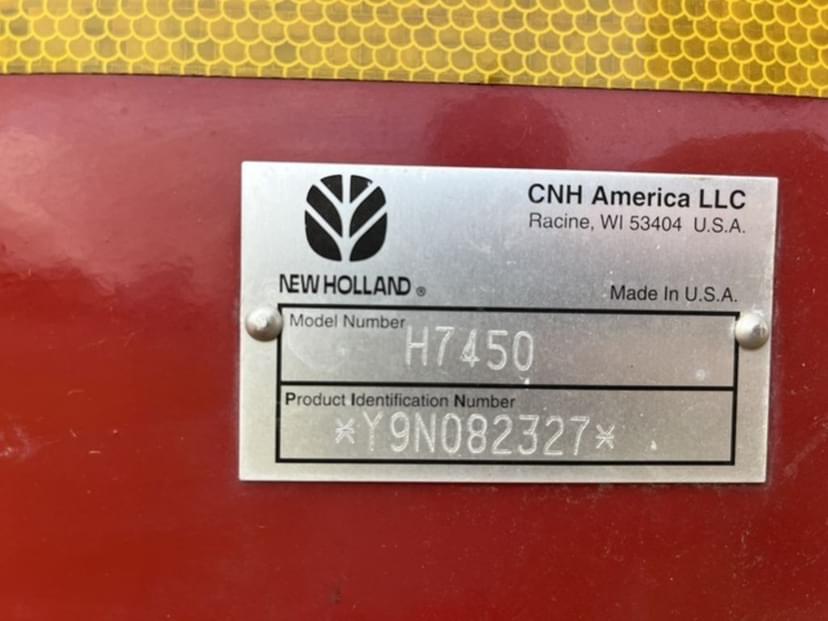 CNH America LLC
Racine, WI 53404 U.S.A.
NEW HOLLAND ®
Made In U.S.A.
Model Number
H7450
Product Identification Number
*Y9N082327*